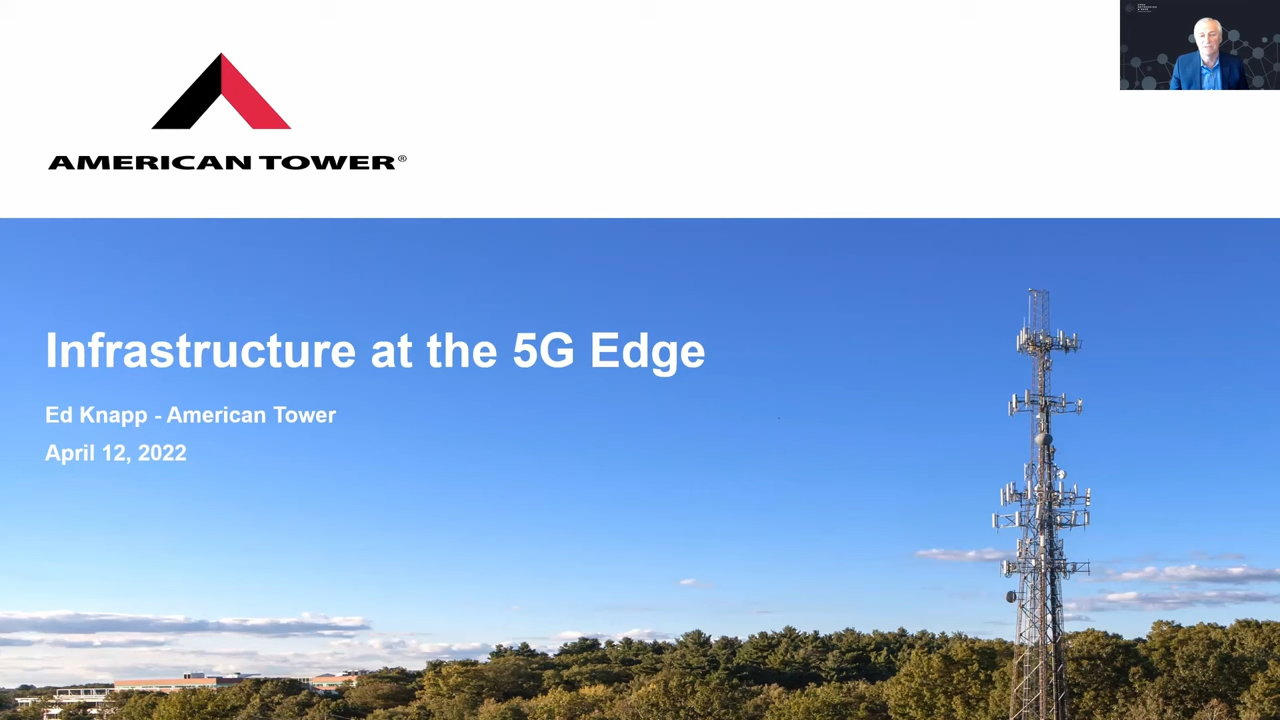 AMERICAN TOWER®
Infrastructure at the 5G Edge
Ed Knapp - American Tower
April 12, 2022